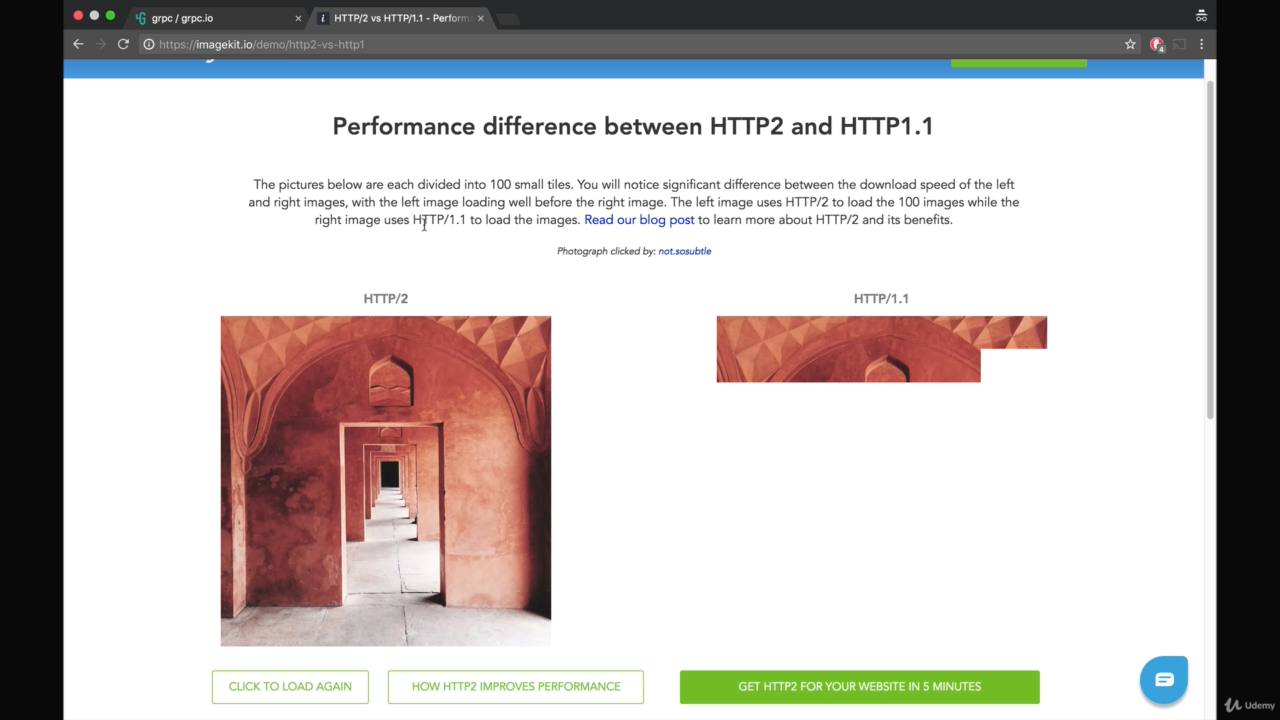 grpc / grpc.io
HTTP/2 vs HTTP/1.1 - Perform
https://imagekit.io/demo/http2-vs-http1
4
Performance difference between HTTP2 and HTTP1.1
The pictures below are each divided into 100 small tiles. You will notice significant difference between the download speed of the left
and right images, with the left image loading well before the right image. The left image uses HTTP/2 to load the 100 images while the
right image uses HTTP/1.1 to load the images. Read our blog post to learn more about HTTP/2 and its benefits.
Photograph clicked by: not.sosubtle
HTTP/2
HTTP/1.1
CLICK TO LOAD AGAIN
HOW HTTP2 IMPROVES PERFORMANCE
GET HTTP2 FOR YOUR WEBSITE IN 5 MINUTES
Udemy